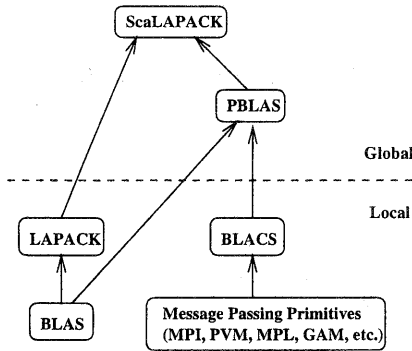 ScaLAPACK
PBLAS
Global
Local
LAPACK
BLACS
BLAS
Message Passing Primitives
(MPI, PVM, MPL, GAM, etc.)